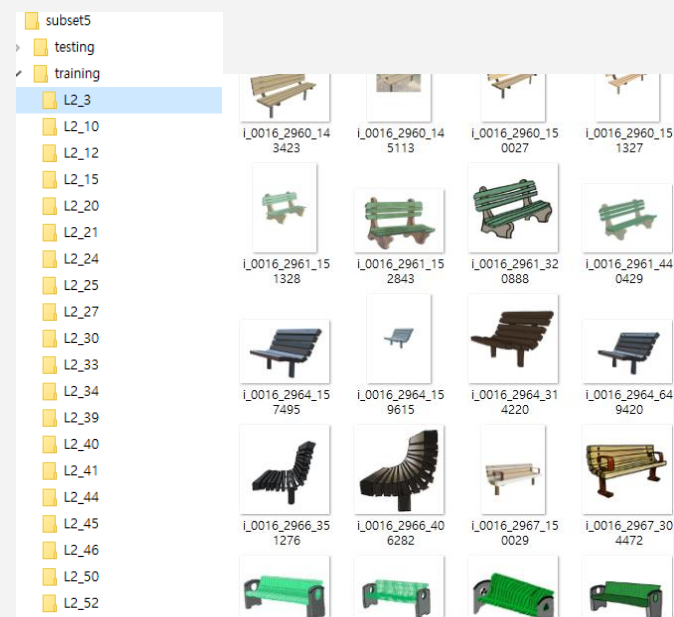 subset5
testing
training
L2_3
L2_10
L2_12
L2_15
L2_20
L2_21
L2_24
L2_25
L2_27
L2_30
L2_33
L2_34
L2_39
L2_40
L2_41
L2_44
L2_45
L2_46
L2_50
L2_52
i_0016_2960_14
3423
i_0016_2960_14
5113
i_0016_2960_15
0027
i_0016_2960_15
1327
i_0016_2961_15
1328
i_0016_2961_15
2843
i_0016_2961_32
0888
i_0016_2961_44
0429
i_0016_2964_15
7495
i_0016_2964_15
9615
i_0016_2964_31
4220
i_0016_2964_64
9420
i_0016_2966_35
1276
i_0016_2966_40
6282
i_0016_2967_15
0029
i_0016_2967_30
4472